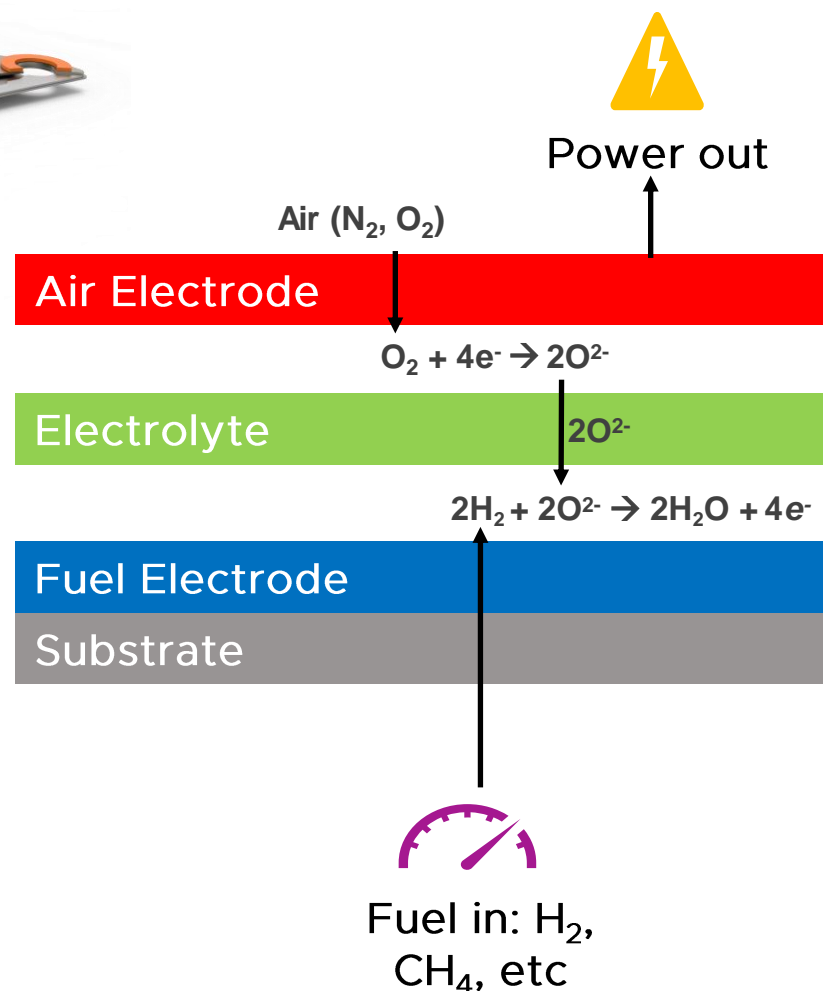 Power out
Air (N₂, O₂)
Air Electrode
O₂ + 4e⁻ → 2O²⁻
Electrolyte
2O²⁻
2H₂ + 2O²⁻ → 2H₂O + 4e⁻
Fuel Electrode
Substrate
Fuel in: H₂,
CH₄, etc